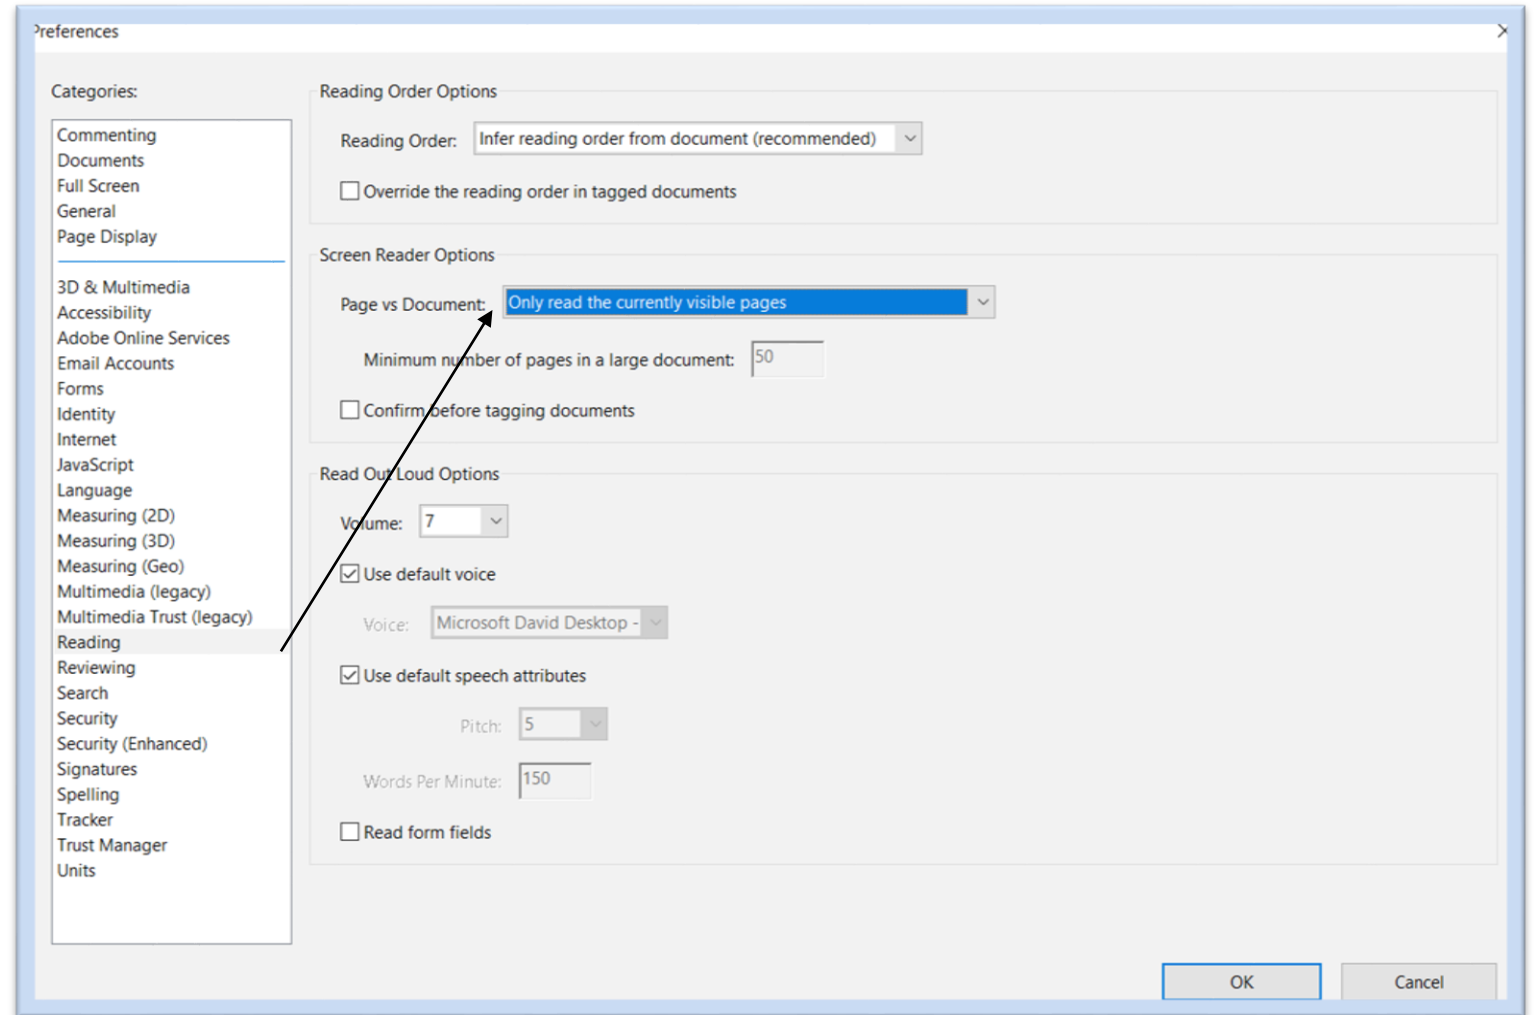 Preferences
Categories:
Commenting
Documents
Full Screen
General
Page Display
3D & Multimedia
Accessibility
Adobe Online Services
Email Accounts
Forms
Identity
Internet
JavaScript
Language
Measuring (2D)
Measuring (3D)
Measuring (Geo)
Multimedia (legacy)
Multimedia Trust (legacy)
Reading
Reviewing
Search
Security
Security (Enhanced)
Signatures
Spelling
Tracker
Trust Manager
Units
Reading Order Options
Reading Order: Infer reading order from document (recommended)
Override the reading order in tagged documents
Screen Reader Options
Page vs Document: Only read the currently visible pages
Minimum number of pages in a large document: 50
Confirm before tagging documents
Read Out Loud Options
Volume: 7
Use default voice
Voice: Microsoft David Desktop -
Use default speech attributes
Pitch: 5
Words Per Minute: 150
Read form fields
OK Cancel